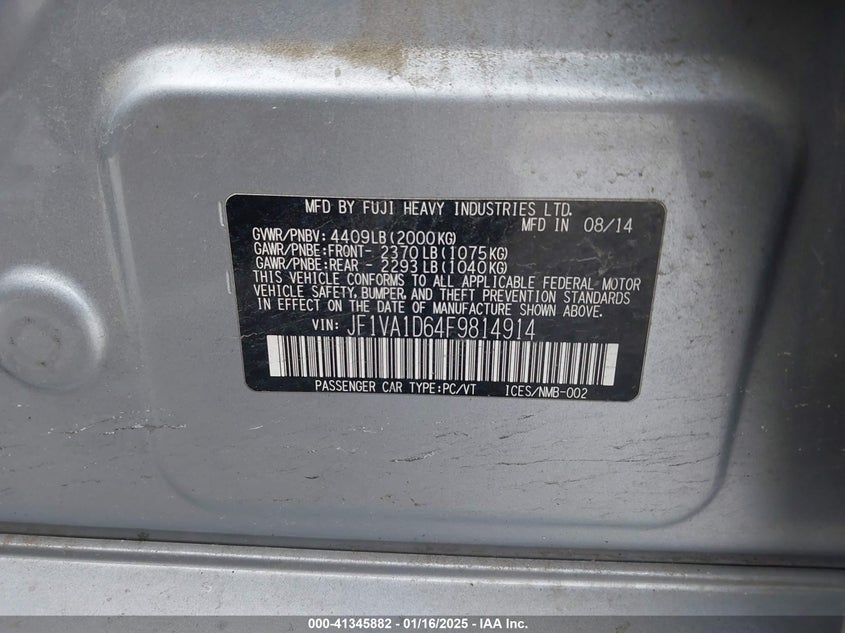 MFD BY FUJI HEAVY INDUSTRIES LTD.
MFD IN 08/14
GVWR/PNBV: 4409LB(2000KG)
GAWR/PNBE:FRONT- 2370LB(1075KG)
GAWR/PNBE:REAR - 2293LB(1040KG)
THIS VEHICLE CONFORMS TO ALL APPLICABLE FEDERAL MOTOR
VEHICLE SAFETY, BUMPER, AND THEFT PREVENTION STANDARDS
IN EFFECT ON THE DATE OF MANUFACTURE SHOWN ABOVE.
VIN: JF1VA1D64F9814914
PASSENGER CAR TYPE:PC/VT ICES/NMB-002
000-41345882 - 01/16/2025 - IAA Inc.